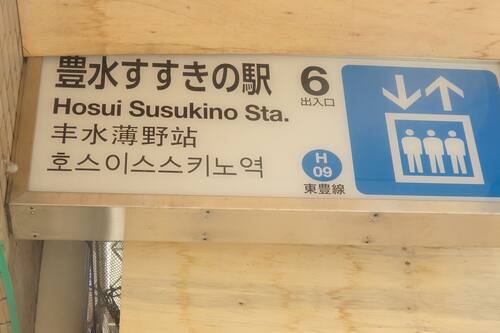 豊水すすきの駅
Hosui Susukino Sta.
丰水薄野站
호스이스스키노역
6
出入口
H
09
東豊線